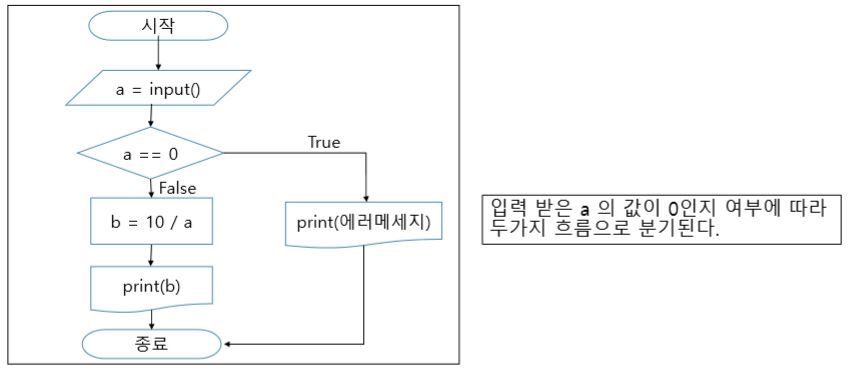 시작
a = input()
a == 0
True
False
b = 10 / a
print(에러메세지)
print(b)
종료
입력 받은 a 의 값이 0인지 여부에 따라
두가지 흐름으로 분기된다.